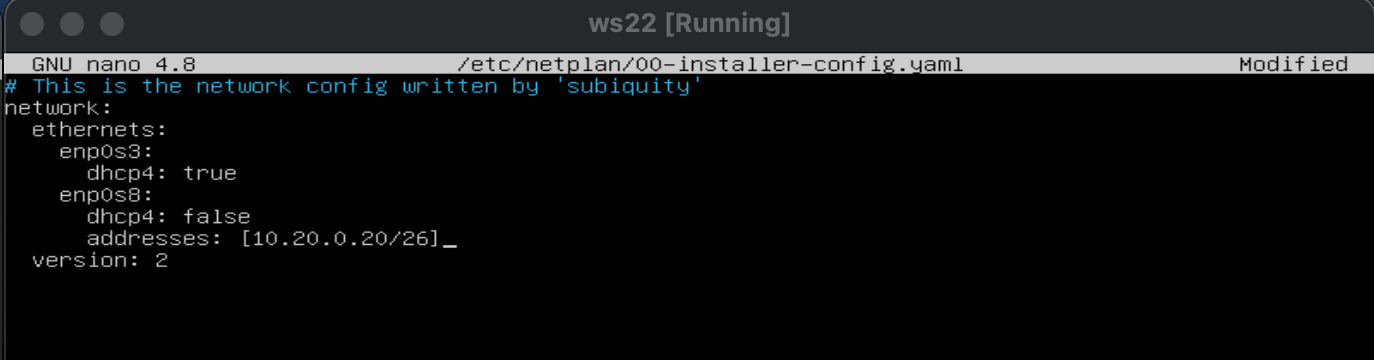 ws22 [Running]
GNU nano 4.8 /etc/netplan/00-installer-config.yaml Modified
# This is the network config written by 'subiquity'
network:
  ethernets:
    enp0s3:
      dhcp4: true
    enp0s8:
      dhcp4: false
      addresses: [10.20.0.20/26]_
  version: 2